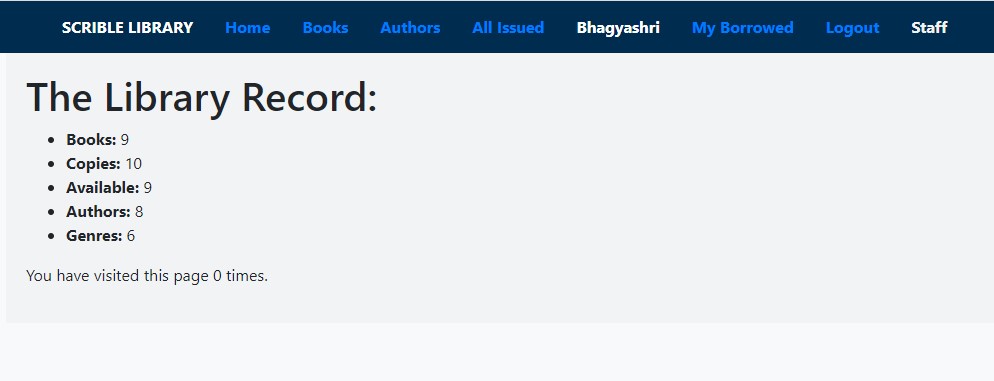 SCRIBLE LIBRARY Home Books Authors All Issued Bhagyashri My Borrowed Logout Staff
The Library Record:
Books: 9
Copies: 10
Available: 9
Authors: 8
Genres: 6
You have visited this page 0 times.